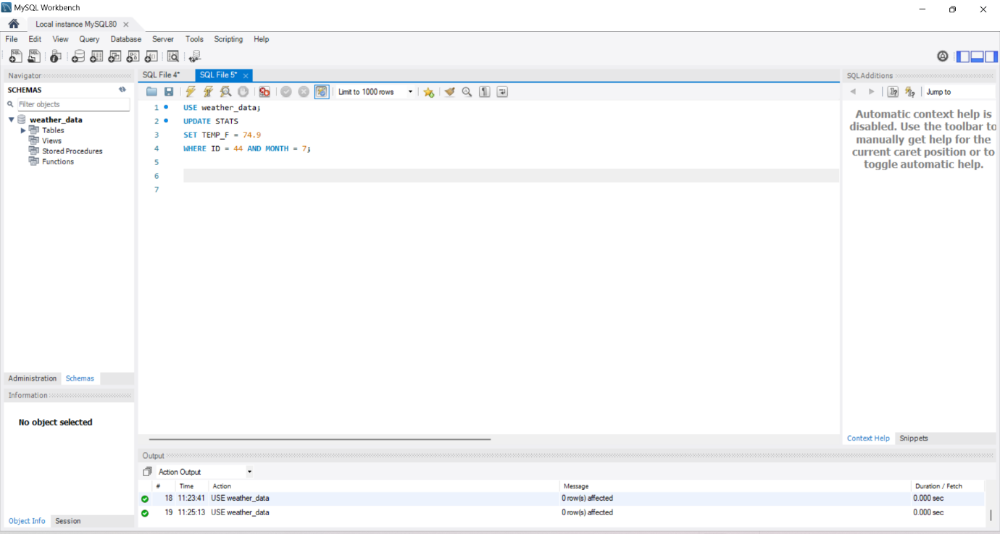 MySQL Workbench
Local instance MySQL80
File Edit View Query Database Server Tools Scripting Help
Navigator
SCHEMAS
Filter objects
weather_data
Tables
Views
Stored Procedures
Functions
Administration Schemas
Information
No object selected
Object Info Session
SQL File 4* SQL File 5*
Limit to 1000 rows
1 USE weather_data;
2 UPDATE STATS
3 SET TEMP_F = 74.9
4 WHERE ID = 44 AND MONTH = 7;
5
6
7
SQLAdditions
Jump to
Automatic context help is
disabled. Use the toolbar to
manually get help for the
current caret position or to
toggle automatic help.
Context Help Snippets
Output
Action Output
# Time Action Message Duration / Fetch
18 11:23:41 USE weather_data 0 row(s) affected 0.000 sec
19 11:25:13 USE weather_data 0 row(s) affected 0.000 sec